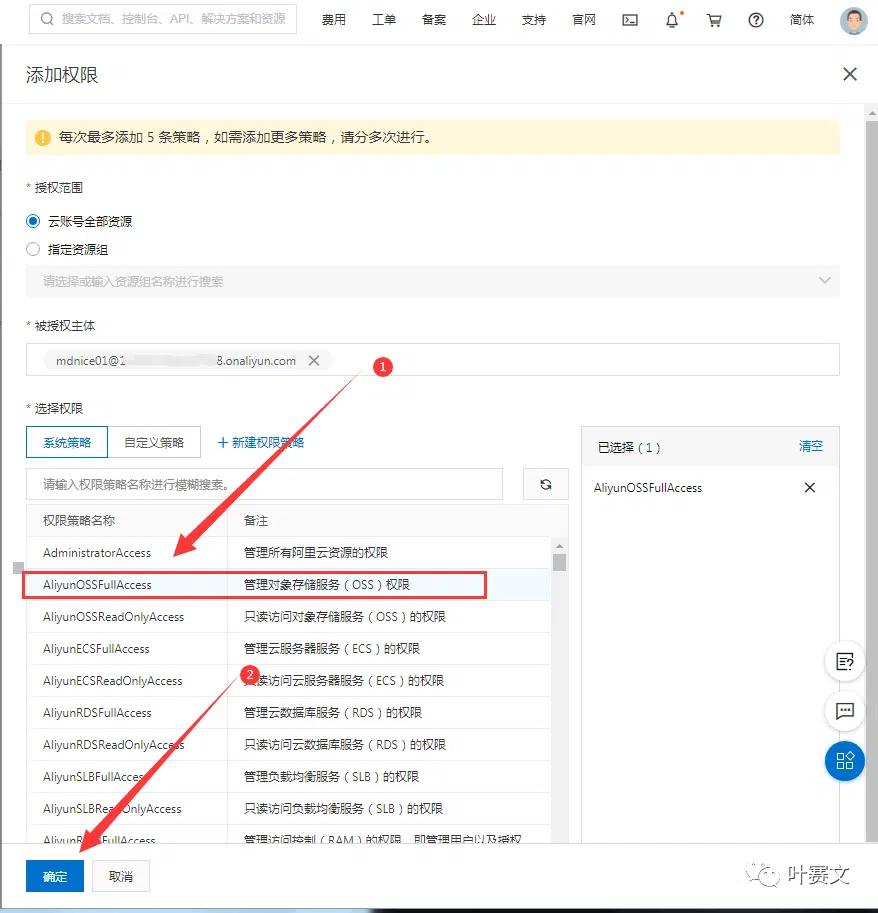 搜索文档、控制台、API、解决方案和资源 费用 工单 备案 企业 支持 官网 简体
添加权限
每次最多添加 5 条策略，如需添加更多策略，请分多次进行。
* 授权范围
云账号全部资源
指定资源组
请选择或输入资源组名称进行搜索
* 被授权主体
mdnice01@1 8.onaliyun.com
1
* 选择权限
系统策略 自定义策略 + 新建权限策略
请输入权限策略名称进行模糊搜索。
权限策略名称 备注
AdministratorAccess 管理所有阿里云资源的权限
AliyunOSSFullAccess 管理对象存储服务（OSS）权限
AliyunOSSReadOnlyAccess 只读访问对象存储服务（OSS）的权限
AliyunECSFullAccess 管理云服务器服务（ECS）的权限
AliyunECSReadOnlyAccess 只读访问云服务器服务（ECS）的权限
2
AliyunRDSFullAccess 管理云数据库服务（RDS）的权限
AliyunRDSReadOnlyAccess 只读访问云数据库服务（RDS）的权限
AliyunSLBFullAccess 管理负载均衡服务（SLB）的权限
AliyunSLBReadOnlyAccess 只读访问负载均衡服务（SLB）的权限
AliyunRAMFullAccess 管理访问控制（RAM）的权限，即管理用户以及授权
已选择（1） 清空
AliyunOSSFullAccess
确定 取消
叶赛文